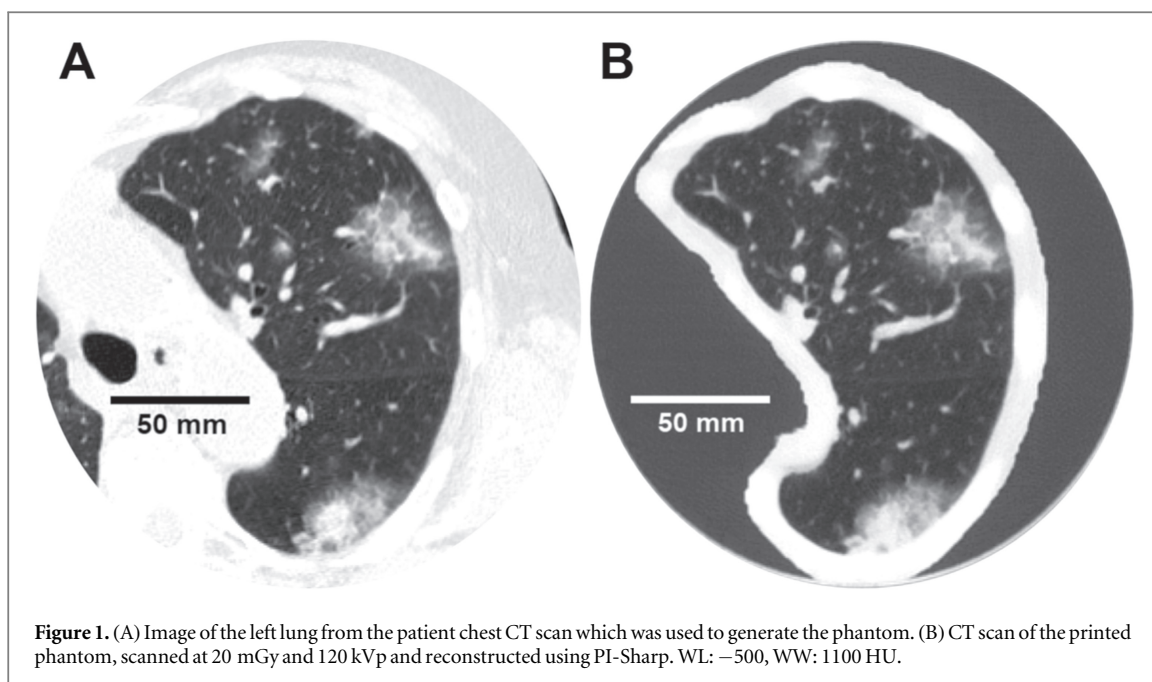 A
B
50 mm
50 mm
Figure 1. (A) Image of the left lung from the patient chest CT scan which was used to generate the phantom. (B) CT scan of the printed
phantom, scanned at 20 mGy and 120 kVp and reconstructed using PI-Sharp. WL: −500, WW: 1100 HU.